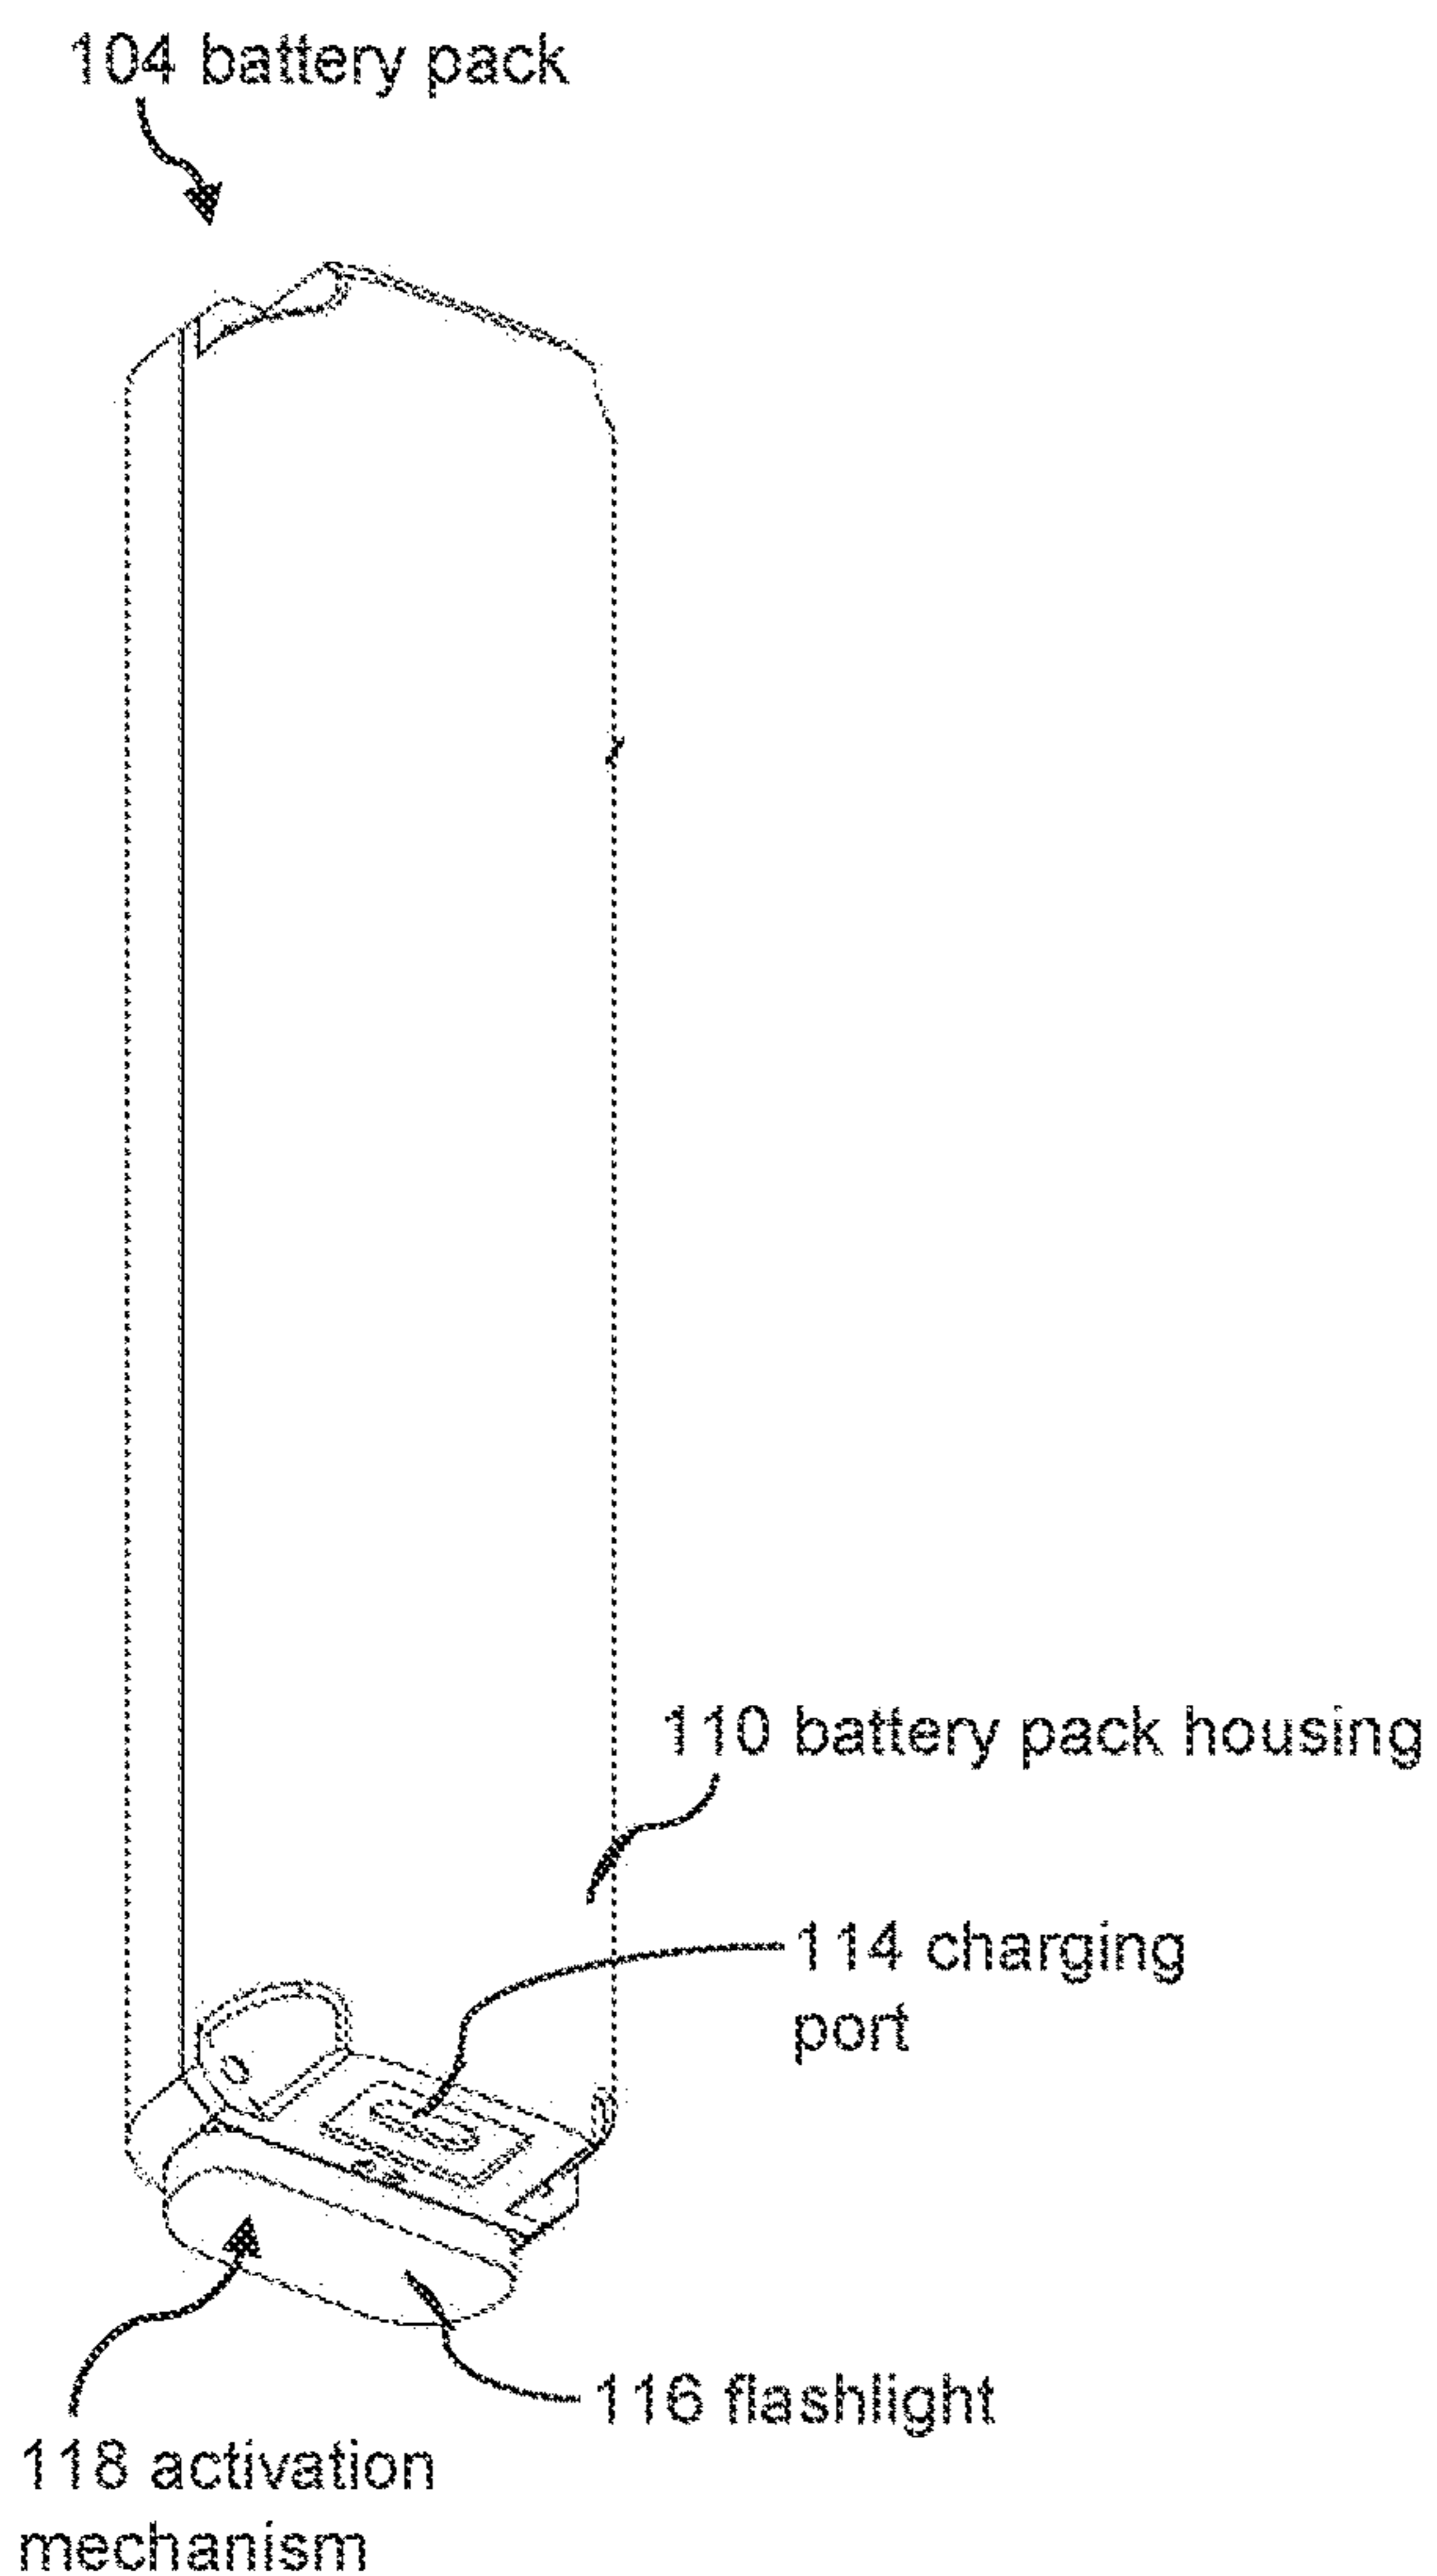 104 battery pack
110 battery pack housing
114 charging
port
116 flashlight
118 activation
mechanism